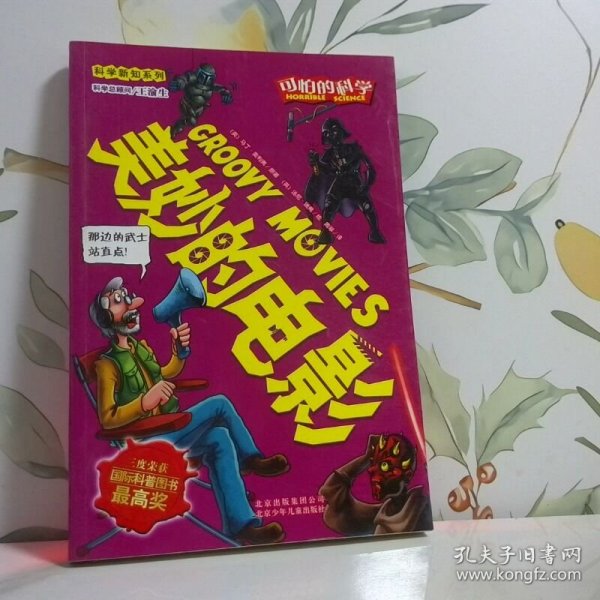 科学新知系列
科学总顾问/王渝生
可怕的科学
HORRIBLE SCIENCE
GROOVY MOVIES
美妙的电影
那边的武士
站直点!
三度荣获
国际科普图书
最高奖
北京出版集团公司
北京少年儿童出版社
孔夫子旧书网
www.kongfz.com